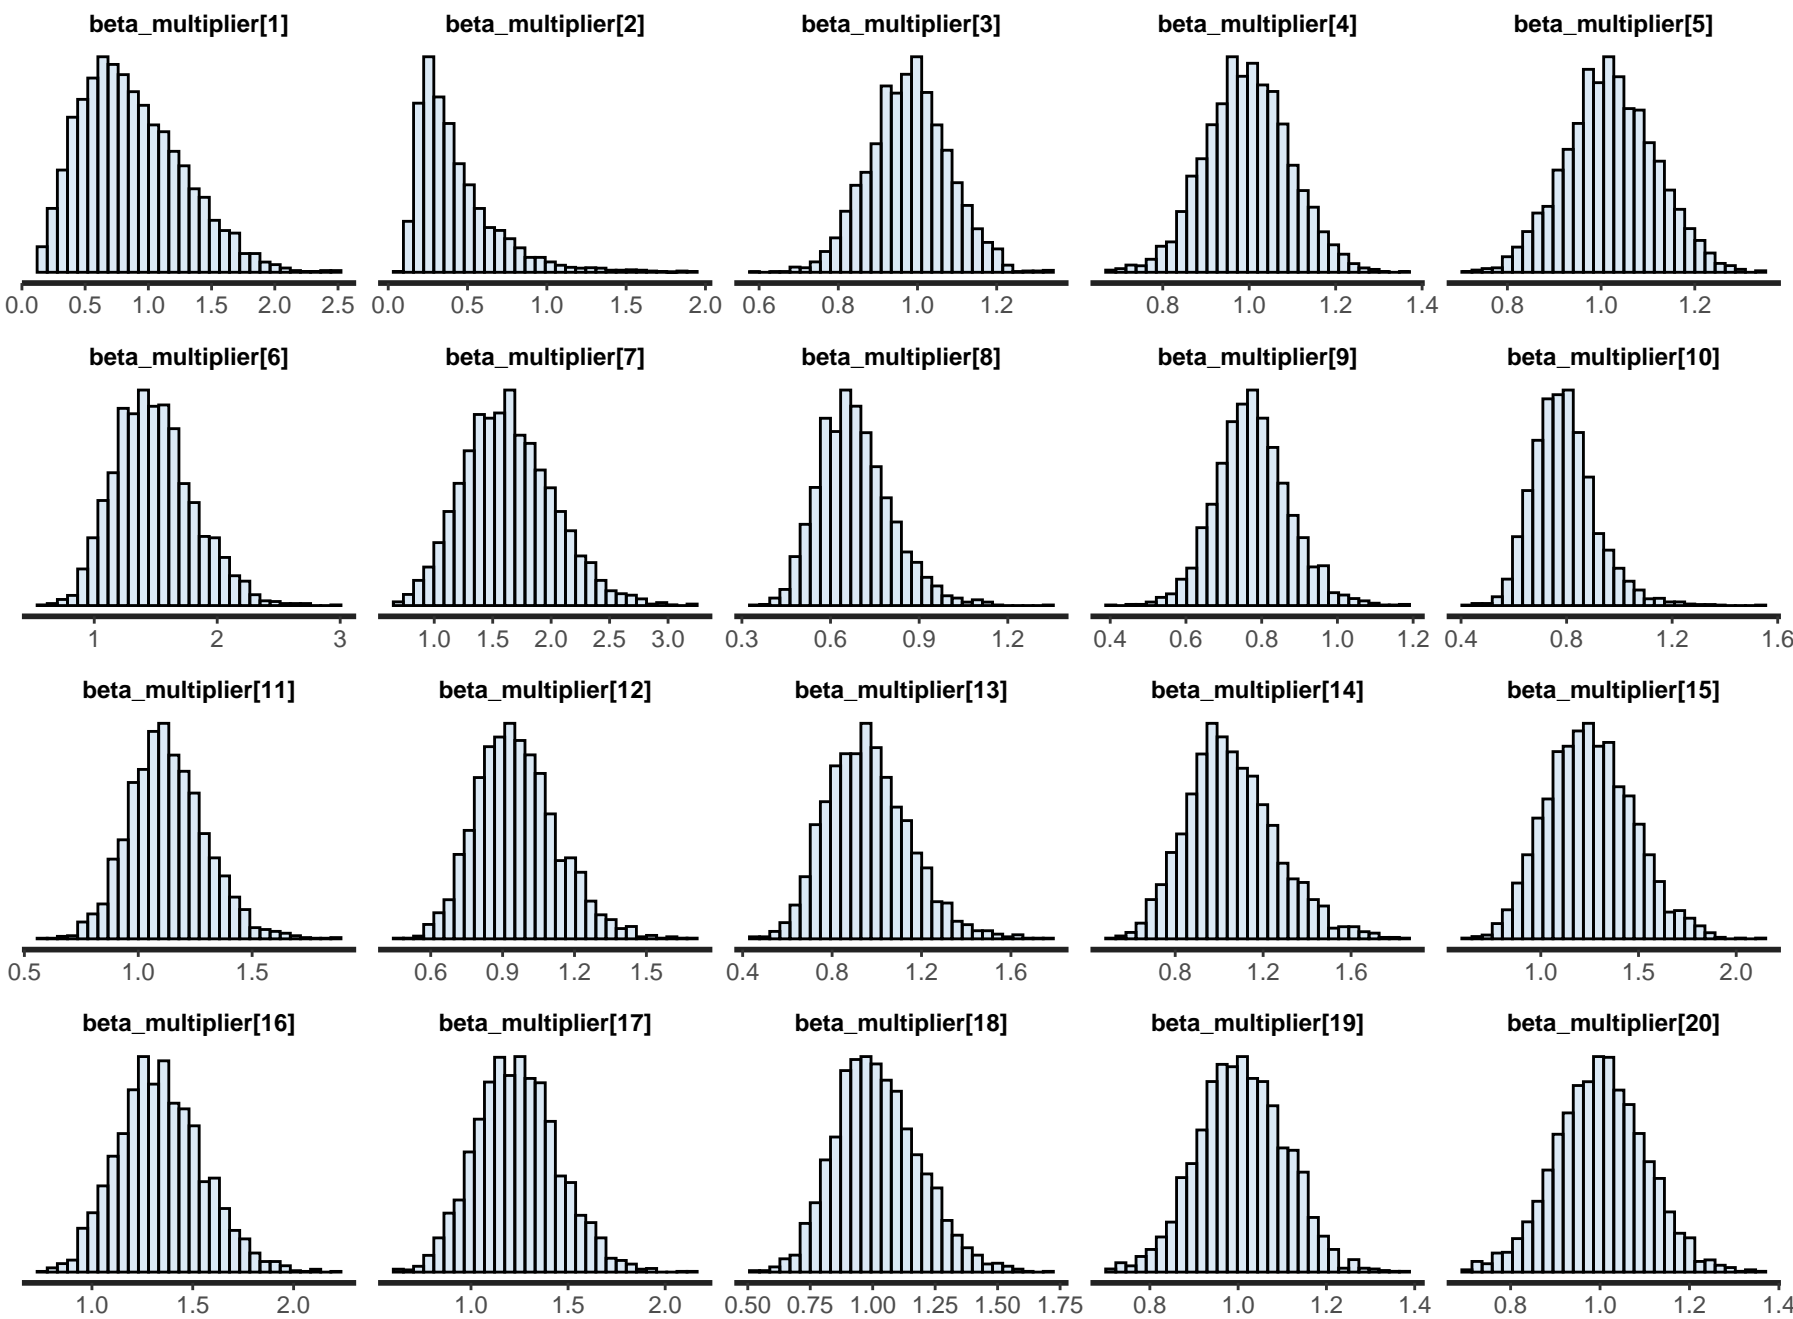 beta_multiplier[1] beta_multiplier[2] beta_multiplier[3] beta_multiplier[4] beta_multiplier[5]
0.0 0.5 1.0 1.5 2.0 2.5 0.0 0.5 1.0 1.5 2.0 0.6 0.8 1.0 1.2 0.8 1.0 1.2 1.4 0.8 1.0 1.2
beta_multiplier[6] beta_multiplier[7] beta_multiplier[8] beta_multiplier[9] beta_multiplier[10]
1 2 3 1.0 1.5 2.0 2.5 3.0 0.3 0.6 0.9 1.2 0.4 0.6 0.8 1.0 1.2 0.4 0.8 1.2 1.6
beta_multiplier[11] beta_multiplier[12] beta_multiplier[13] beta_multiplier[14] beta_multiplier[15]
0.5 1.0 1.5 0.6 0.9 1.2 1.5 0.4 0.8 1.2 1.6 0.8 1.2 1.6 1.0 1.5 2.0
beta_multiplier[16] beta_multiplier[17] beta_multiplier[18] beta_multiplier[19] beta_multiplier[20]
1.0 1.5 2.0 1.0 1.5 2.0 0.50 0.75 1.00 1.25 1.50 1.75 0.8 1.0 1.2 1.4 0.8 1.0 1.2 1.4